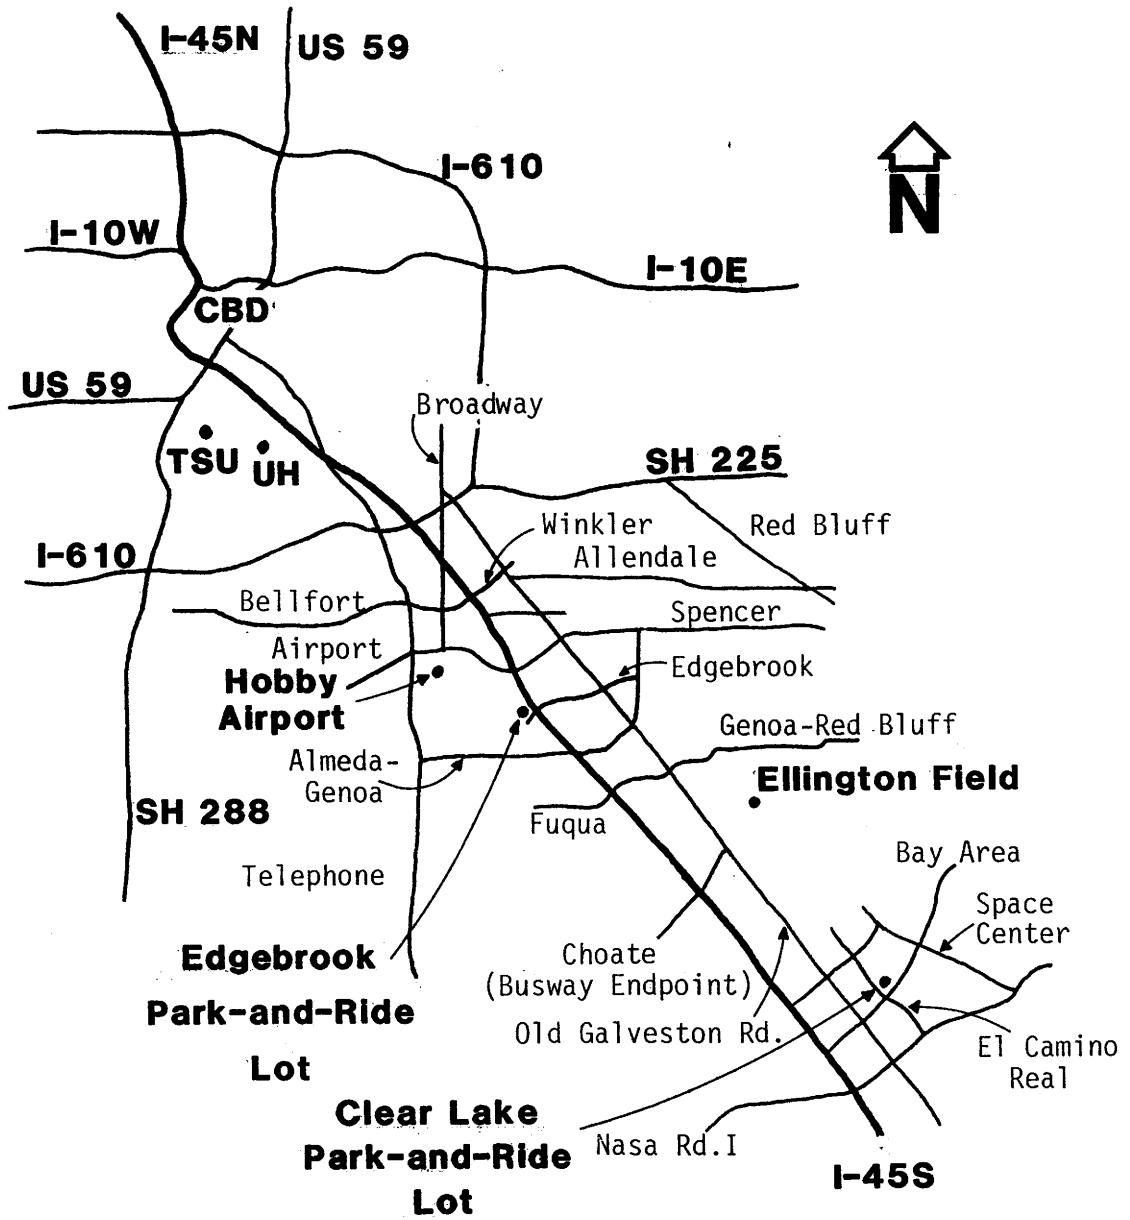 I-45N
US 59
I-610
N
I-10W
I-10E
CBD
US 59
Broadway
TSU
UH
SH 225
Winkler
Red Bluff
I-610
Allendale
Bellfort
Spencer
Airport
Edgebrook
Hobby
Airport
Genoa-Red Bluff
Almeda-
Genoa
Ellington Field
SH 288
Fuqua
Telephone
Bay Area
Space
Center
Edgebrook
Park-and-Ride
Lot
Choate
(Busway Endpoint)
Old Galveston Rd.
El Camino
Real
Clear Lake
Park-and-Ride
Lot
Nasa Rd.I
I-45S